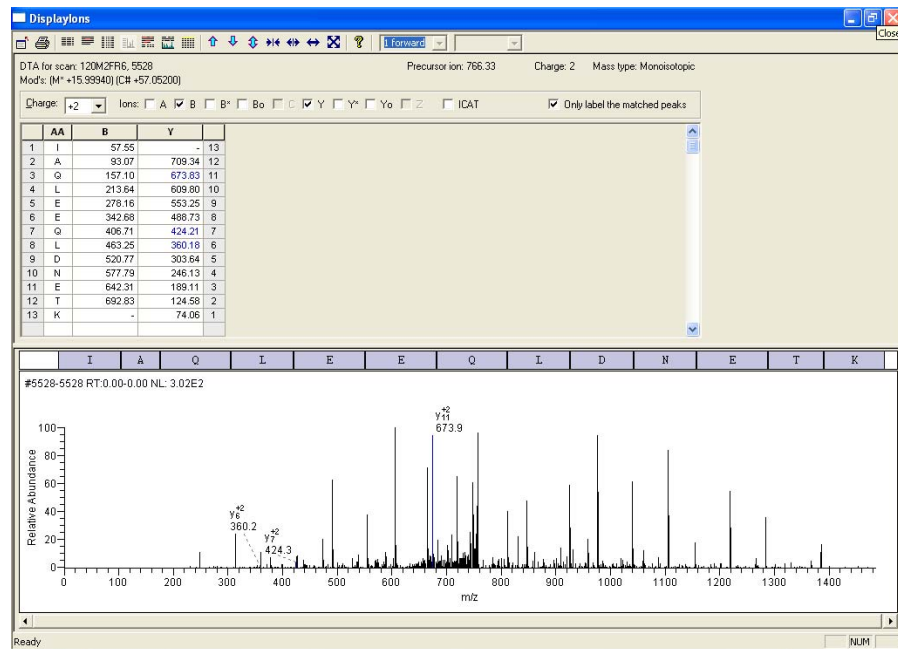 DisplayIons
Close
1 forward
DTA for scan: 120M2FR6, 5528 Precursor ion: 766.33 Charge: 2 Mass type: Monoisotopic
Mod's: (M* +15.99940) (C# +57.05200)
Charge: +2 Ions: A B B* Bo C Y Y* Yo Z ICAT Only label the matched peaks
AA B Y
1 I 57.55 - 13
2 A 93.07 709.34 12
3 Q 157.10 673.83 11
4 L 213.64 609.80 10
5 E 278.16 553.25 9
6 E 342.68 488.73 8
7 Q 406.71 424.21 7
8 L 463.25 360.18 6
9 D 520.77 303.64 5
10 N 577.79 246.13 4
11 E 642.31 189.11 3
12 T 692.83 124.58 2
13 K - 74.06 1
I A Q L E E Q L D N E T K
#5528-5528 RT:0.00-0.00 NL: 3.02E2
y11+2
673.9
y6+2
360.2
y7+2
424.3
100
80
60
40
20
0
Relative Abundance
0 100 200 300 400 500 600 700 800 900 1000 1100 1200 1300 1400
m/z
Ready NUM